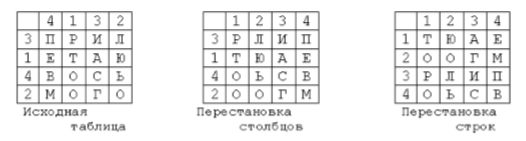 4 1 3 2 1 2 3 4 1 2 3 4
3 П Р И Л 3 Р Л И П 1 Т Ю А Е
1 Е Т А Ю 1 Т Ю А Е 2 О О Г М
4 В О С Ь 4 О Ь С В 3 Р Л И П
2 М О Г О 2 О О Г М 4 О Ь С В
Исходная Перестановка Перестановка
таблица столбцов строк